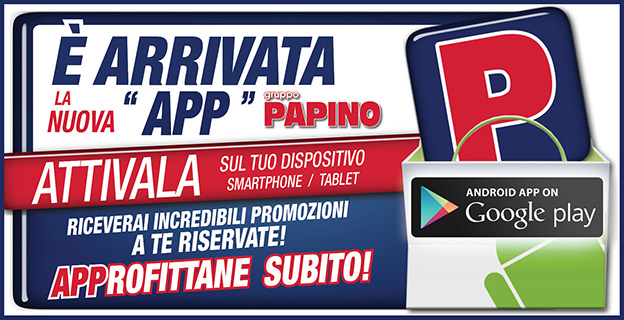 È ARRIVATA
LA NUOVA “ APP ” gruppo PAPINO
ATTIVALA SUL TUO DISPOSITIVO
SMARTPHONE / TABLET
RICEVERAI INCREDIBILI PROMOZIONI
A TE RISERVATE!
APPROFITTANE SUBITO!
P
ANDROID APP ON
Google play